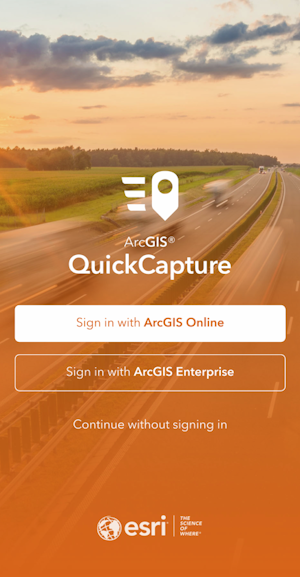 ArcGIS®
QuickCapture
Sign in with ArcGIS Online
Sign in with ArcGIS Enterprise
Continue without signing in
esri
THE
SCIENCE
OF
WHERE®